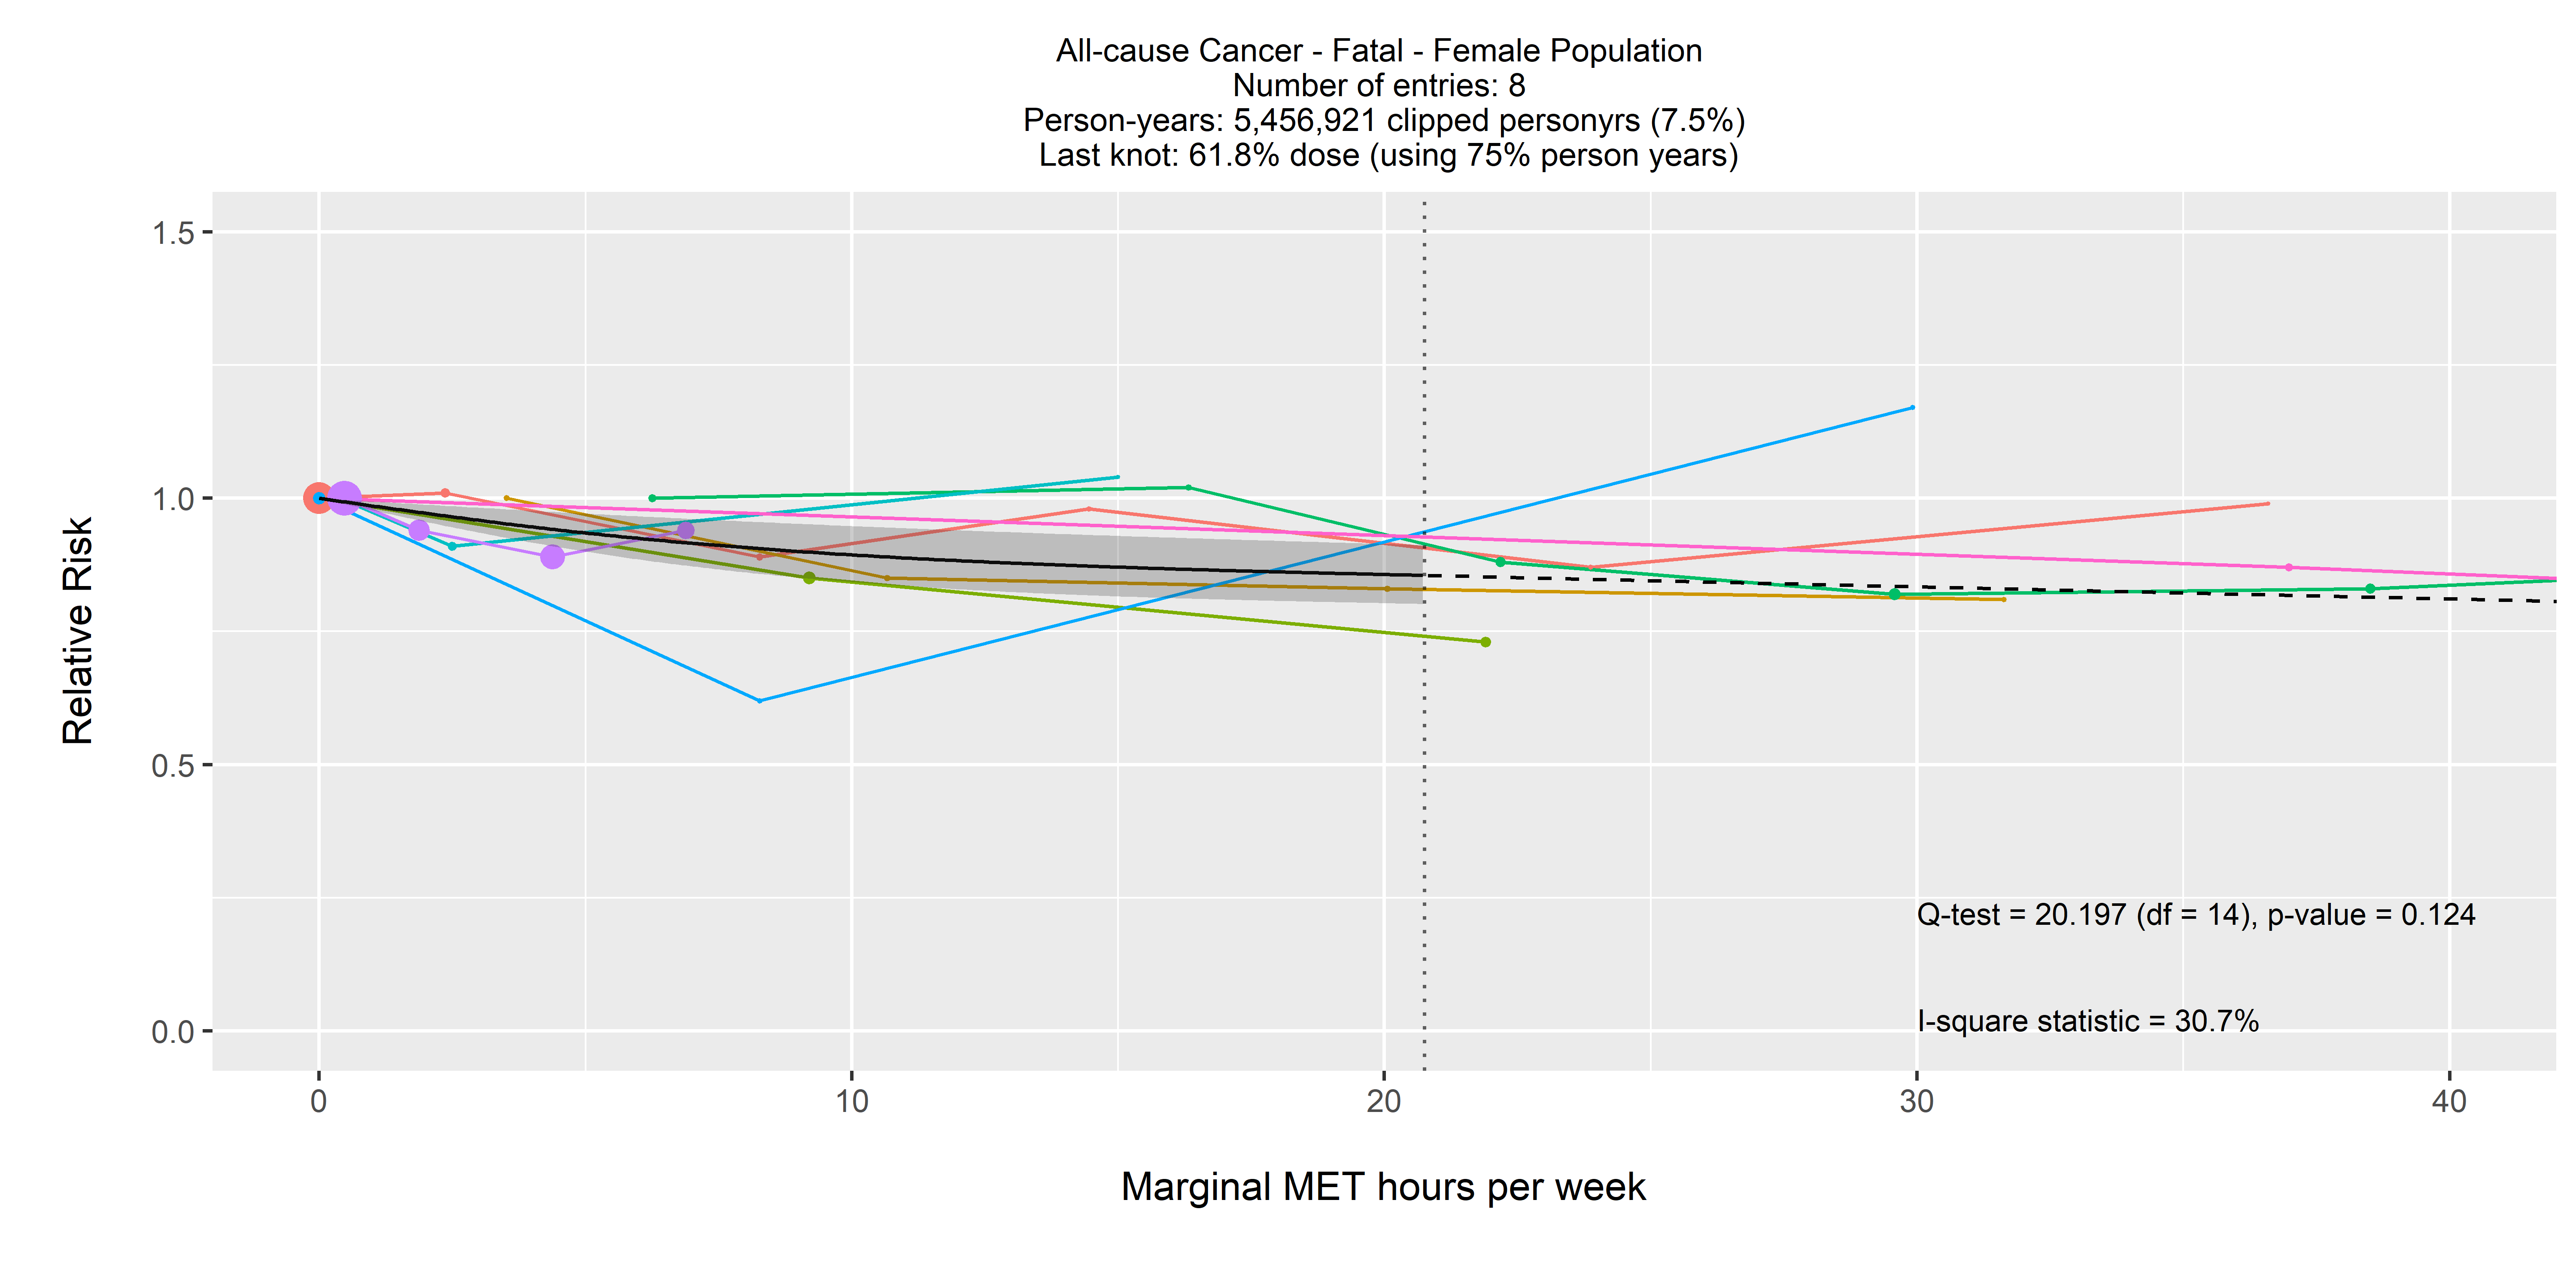 All-cause Cancer - Fatal - Female Population
Number of entries: 8
Person-years: 5,456,921 clipped personyrs (7.5%)
Last knot: 61.8% dose (using 75% person years)
1.5
1.0
0.5
0.0
Relative Risk
Q-test = 20.197 (df = 14), p-value = 0.124
I-square statistic = 30.7%
0 10 20 30 40
Marginal MET hours per week